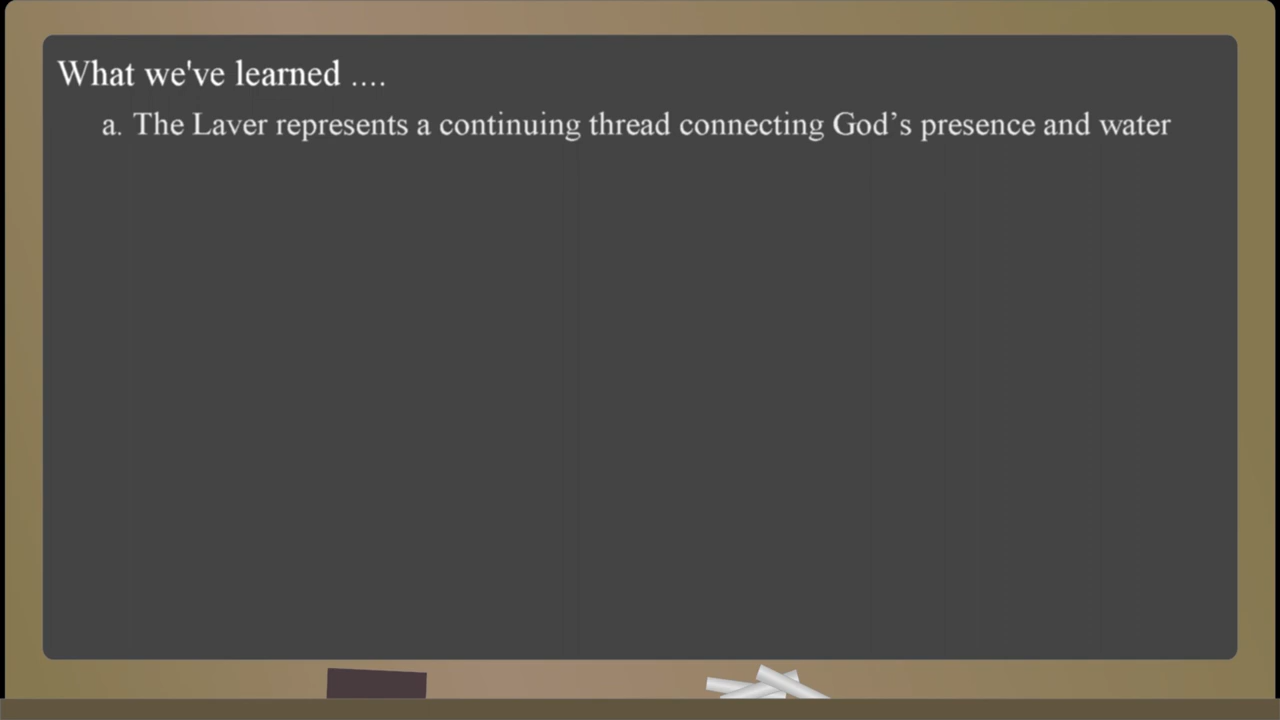 What we've learned ....
a. The Laver represents a continuing thread connecting God’s presence and water